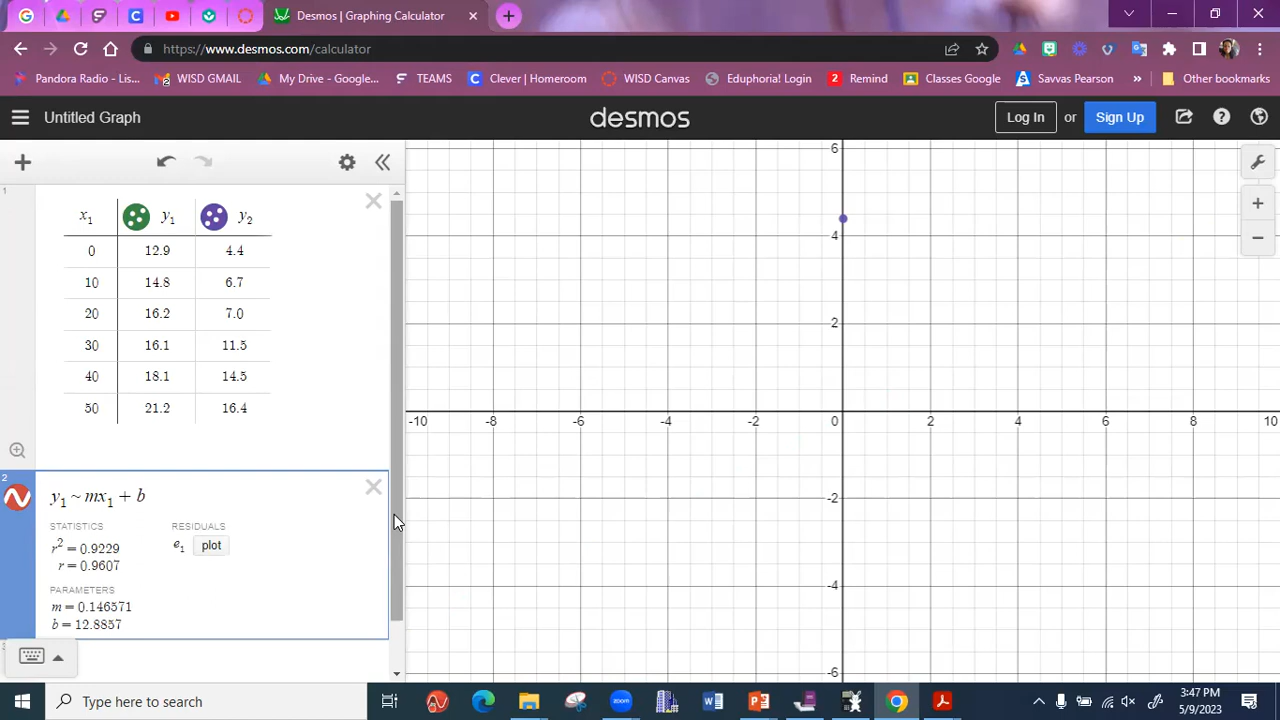 Desmos | Graphing Calculator
https://www.desmos.com/calculator
Pandora Radio - Lis...
WISD GMAIL
My Drive - Google...
TEAMS
Clever | Homeroom
WISD Canvas
Eduphoria! Login
Remind
Classes Google
Savvas Pearson
»
Other bookmarks
Untitled Graph
desmos
Log In or Sign Up
1
x₁ y₁ y₂
0 12.9 4.4
10 14.8 6.7
20 16.2 7.0
30 16.1 11.5
40 18.1 14.5
50 21.2 16.4
2
y₁ ~ mx₁ + b
STATISTICS RESIDUALS
r² = 0.9229 e₁ plot
r = 0.9607
PARAMETERS
m = 0.146571
b = 12.8857
6
4
2
-10 -8 -6 -4 -2 0 2 4 6 8 10
-2
-4
-6
Type here to search
zoom
3:47 PM
5/9/2023